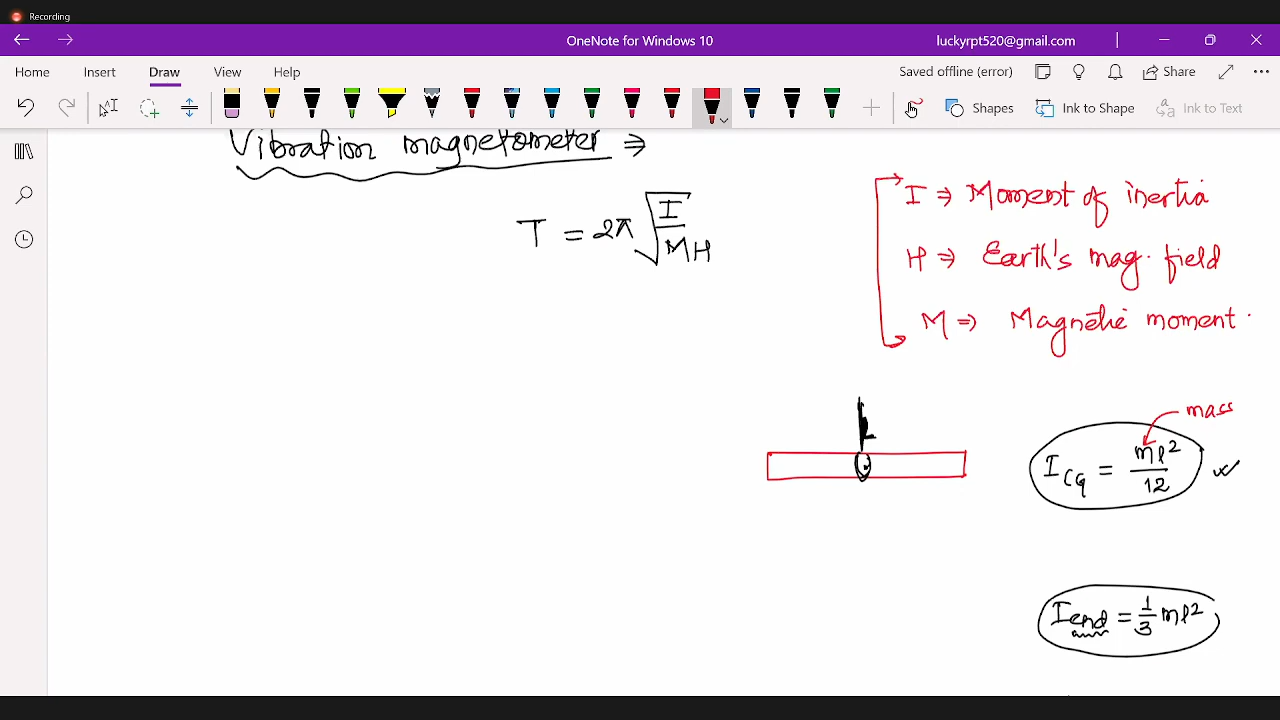 Recording
OneNote for Windows 10
luckyrpt520@gmail.com
Home Insert Draw View Help
Saved offline (error)
Share
Shapes
Ink to Shape
Ink to Text
Vibration magnetometer ⇒
T = 2π √(I/MH)
I ⇒ Moment of inertia
H ⇒ Earth's mag. field
M ⇒ Magnetic moment.
mass
I_CG = ml²/12
I_end = 1/3 ml²